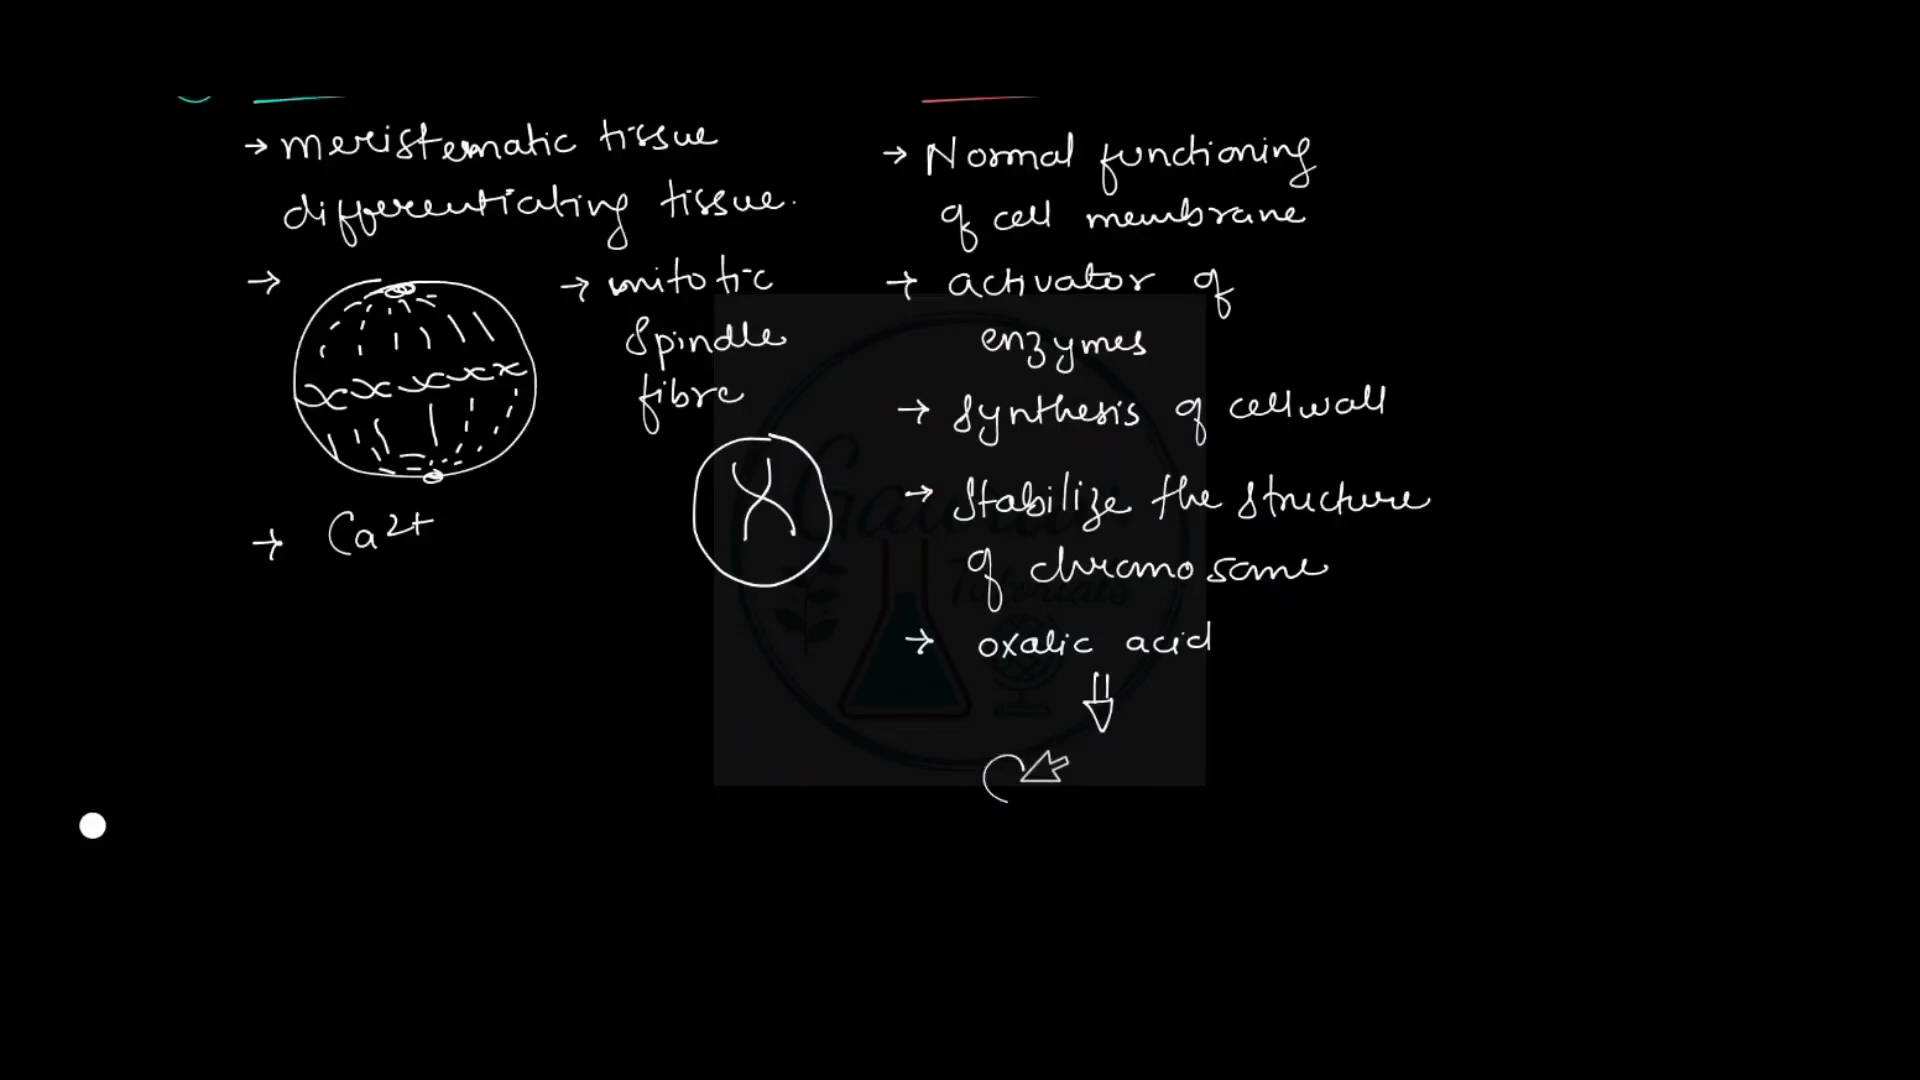 → meristematic tissue
differentiating tissue.
→
→ mitotic
spindle
fibre
→ Ca2+
→ Normal functioning
of cell membrane
→ activator of
enzymes
→ synthesis of cellwall
→ stabilize the structure
of chromosome
→ oxalic acid
Tutorials